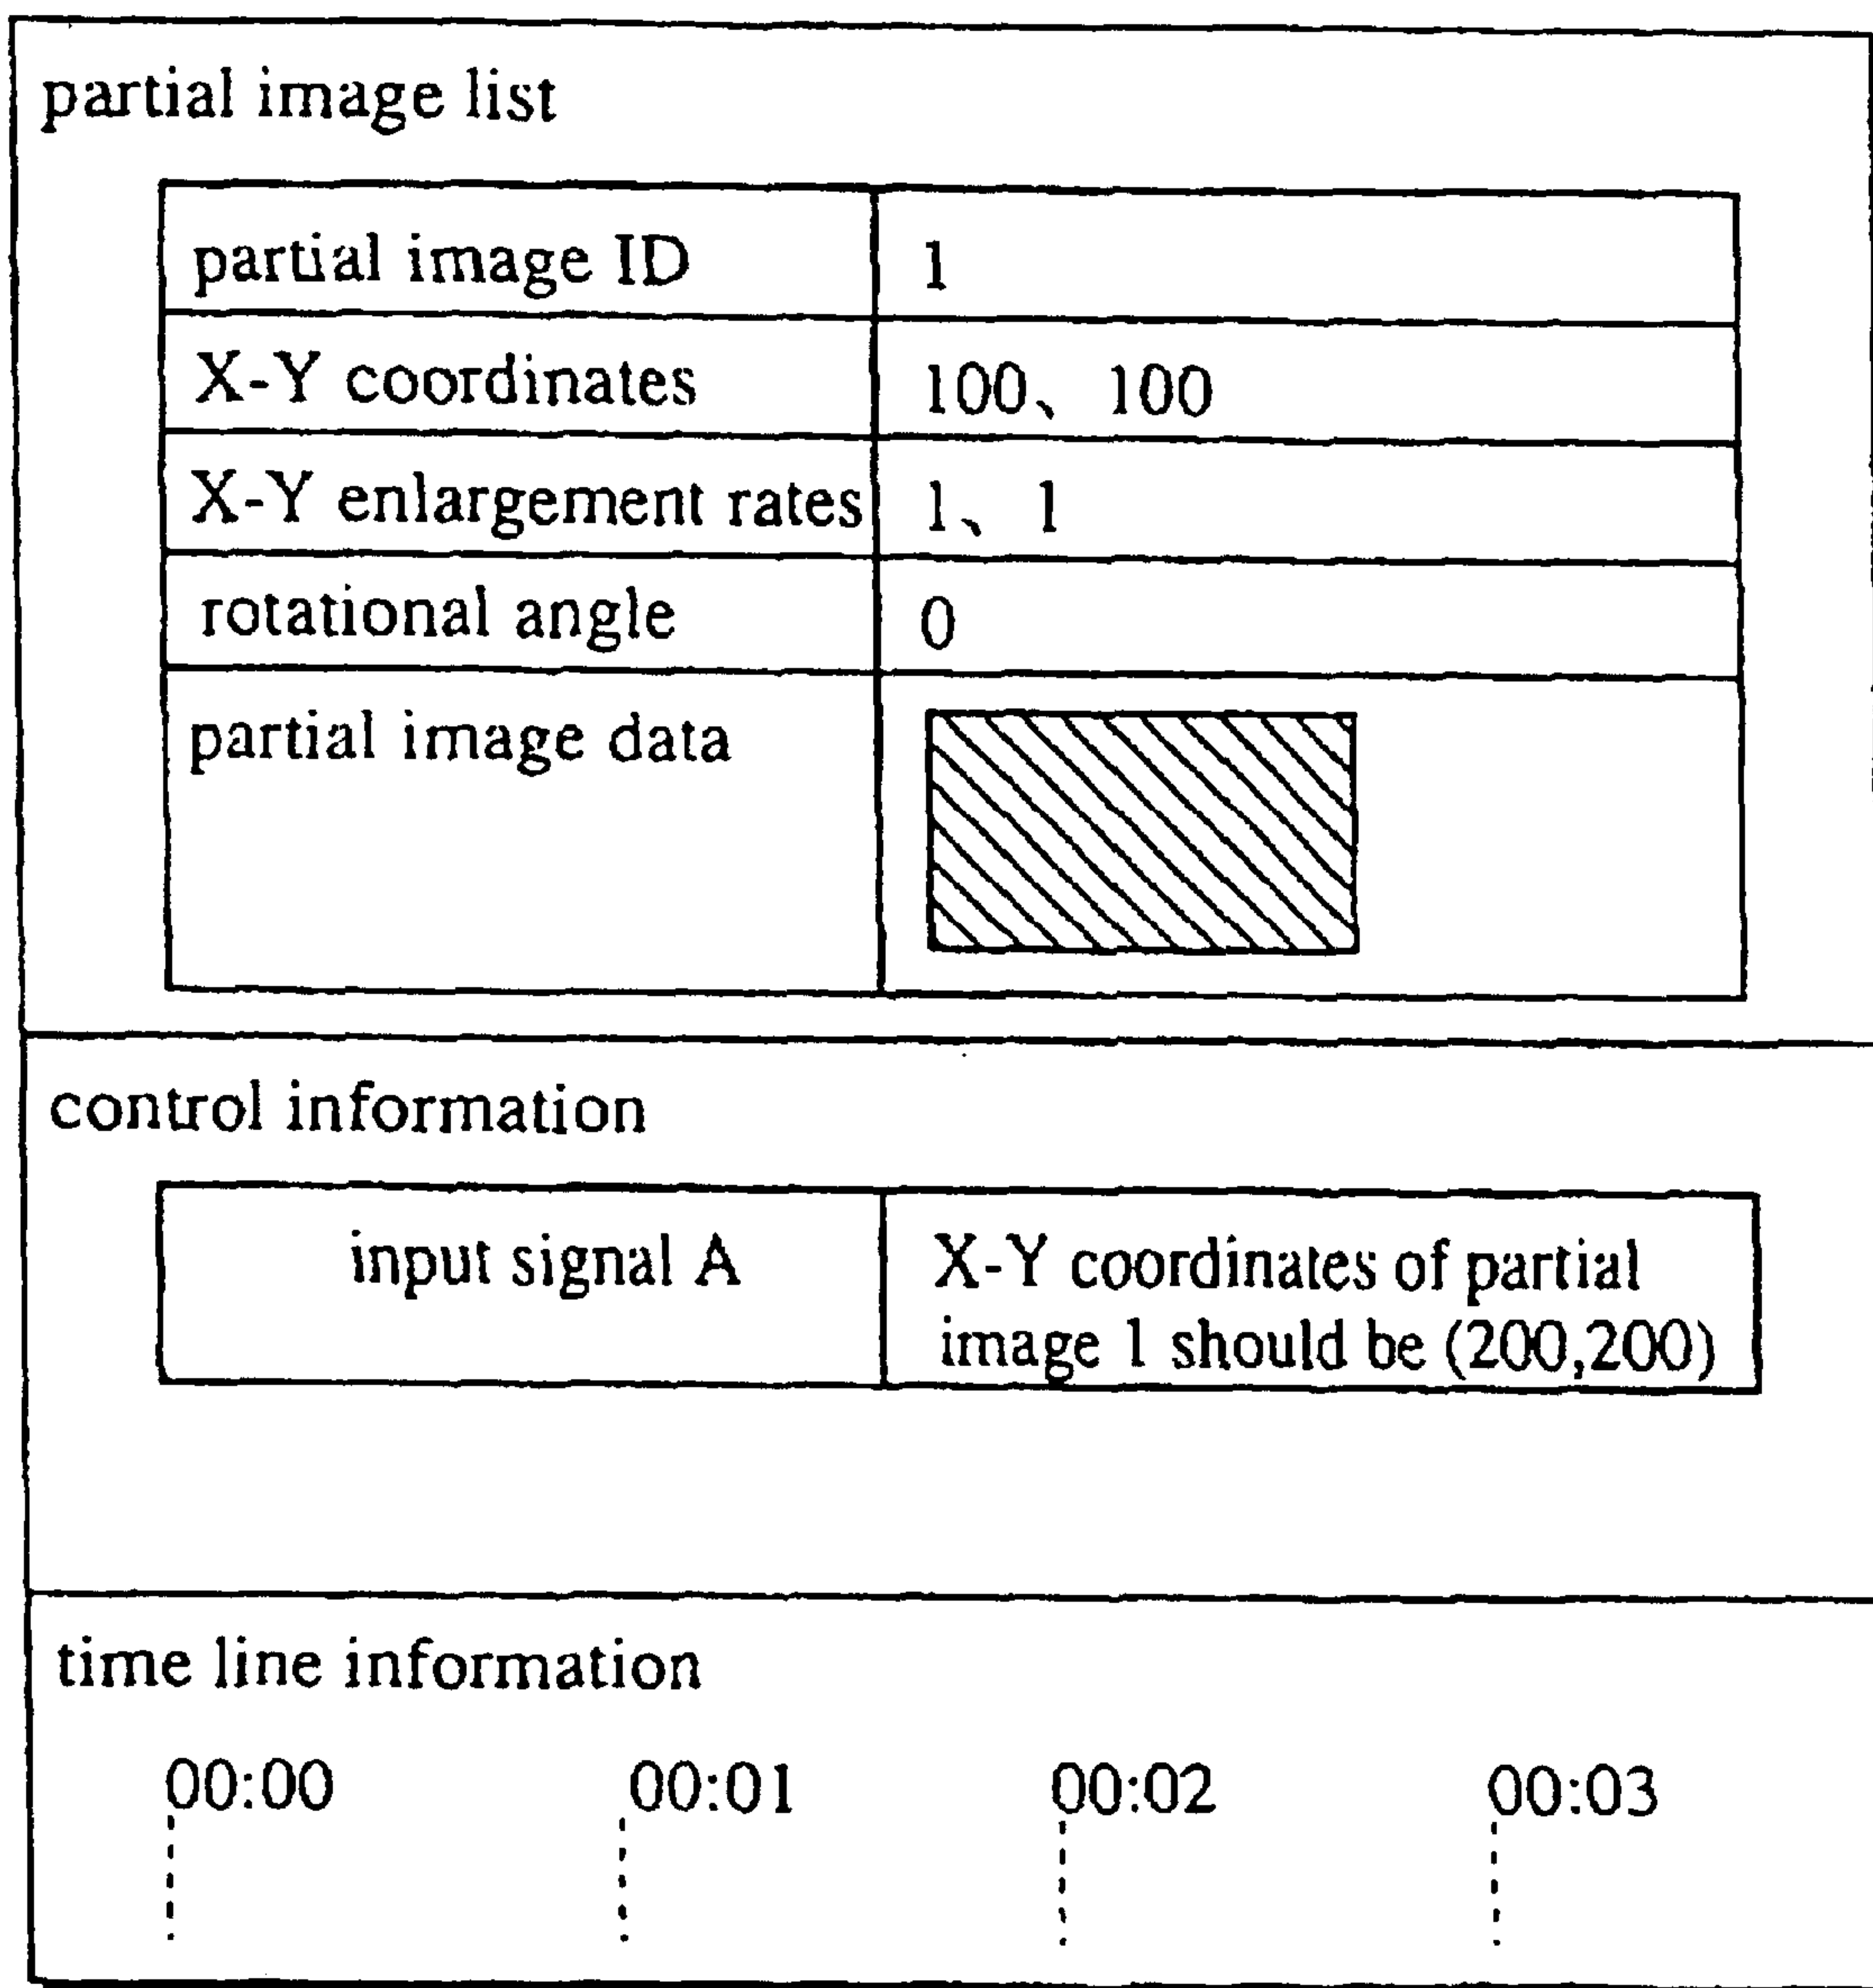 partial image list
partial image ID 1
X-Y coordinates 100、 100
X-Y enlargement rates 1、 1
rotational angle 0
partial image data
control information
input signal A
X-Y coordinates of partial
image 1 should be (200,200)
time line information
00:00 00:01 00:02 00:03